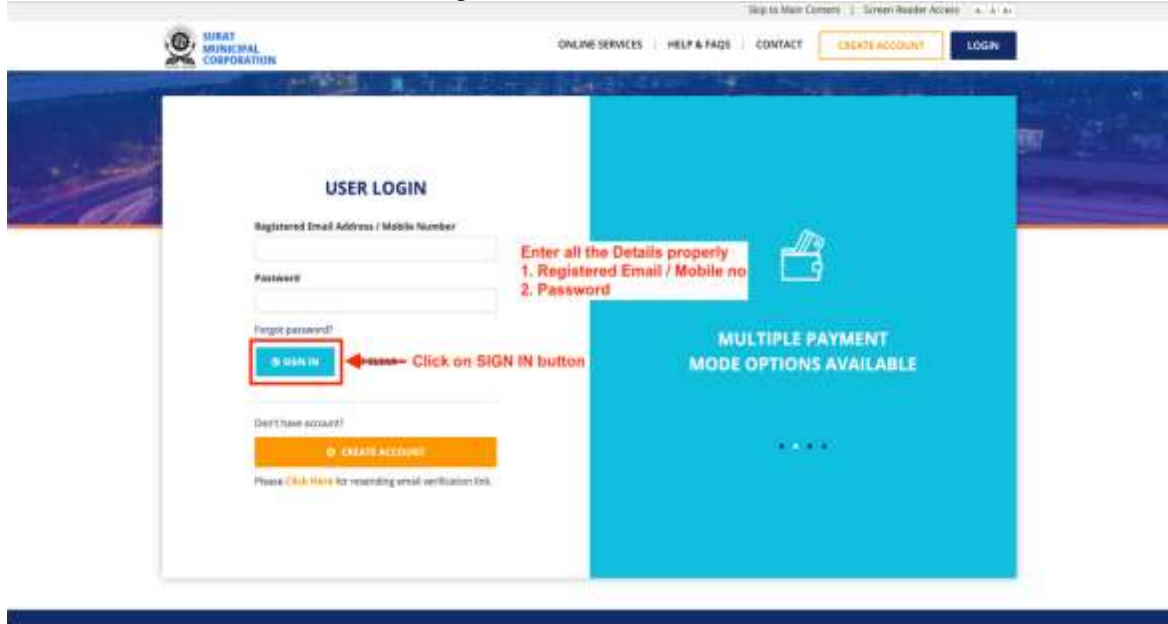 Skip to Main Content | Screen Reader Access A- A A+
SURAT
MUNICIPAL
CORPORATION
ONLINE SERVICES | HELP & FAQS | CONTACT
CREATE ACCOUNT
LOGIN
USER LOGIN
Registered Email Address / Mobile Number
Password
Enter all the Details properly
1. Registered Email / Mobile no
2. Password
Forgot password?
SIGN IN
Click on SIGN IN button
Don't have account?
CREATE ACCOUNT
Please Click Here for resending email verification link.
MULTIPLE PAYMENT
MODE OPTIONS AVAILABLE